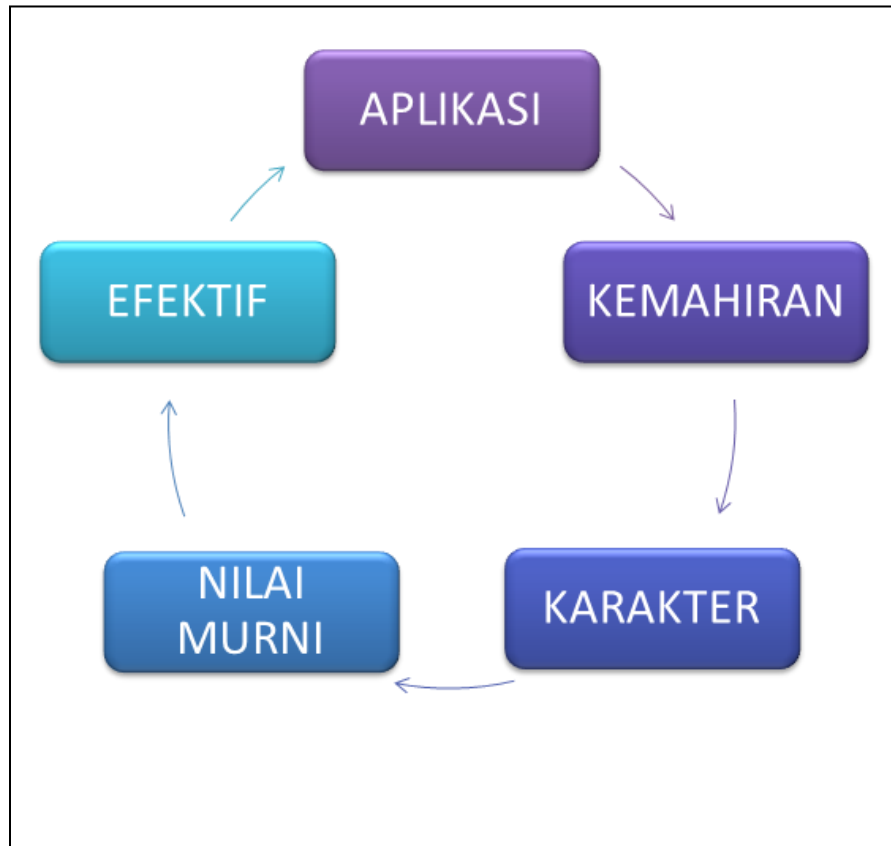 APLIKASI
KEMAHIRAN
KARAKTER
NILAI
MURNI
EFEKTIF